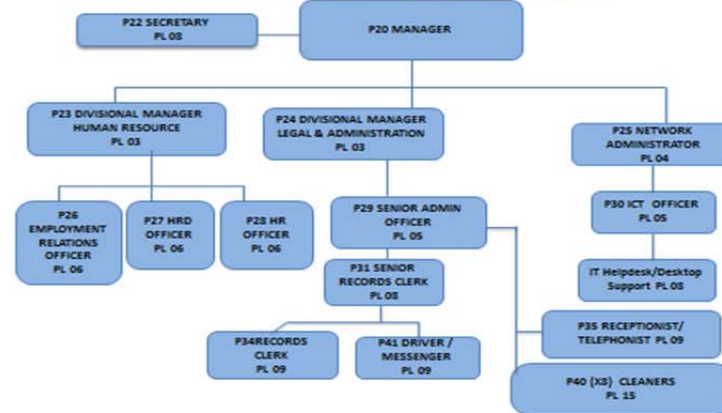 P22 SECRETARY
PL 08
P20 MANAGER
P23 DIVISIONAL MANAGER
HUMAN RESOURCE
PL 03
P24 DIVISIONAL MANAGER
LEGAL & ADMINISTRATION
PL 03
P25 NETWORK
ADMINISTRATOR
PL 04
P26
EMPLOYMENT
RELATIONS
OFFICER
PL 06
P27 HRD
OFFICER
PL 06
P28 HR
OFFICER
PL 06
P29 SENIOR ADMIN
OFFICER
PL 05
P30 ICT OFFICER
PL 05
P31 SENIOR
RECORDS CLERK
PL 08
IT Helpdesk/Desktop
Support PL 08
P34RECORDS
CLERK
PL 09
P41 DRIVER /
MESSENGER
PL 09
P35 RECEPTIONIST/
TELEPHONIST PL 09
P40 (X8) CLEANERS
PL 15